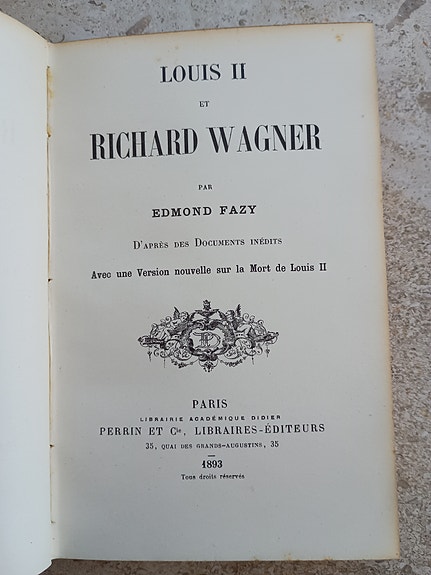 LOUIS II
ET
RICHARD WAGNER
PAR
EDMOND FAZY
D'APRÈS DES DOCUMENTS INÉDITS
Avec une Version nouvelle sur la Mort de Louis II
PARIS
LIBRAIRIE ACADÉMIQUE DIDIER
PERRIN ET Cie, LIBRAIRES-ÉDITEURS
35, QUAI DES GRANDS-AUGUSTINS, 35
1893
Tous droits réservés